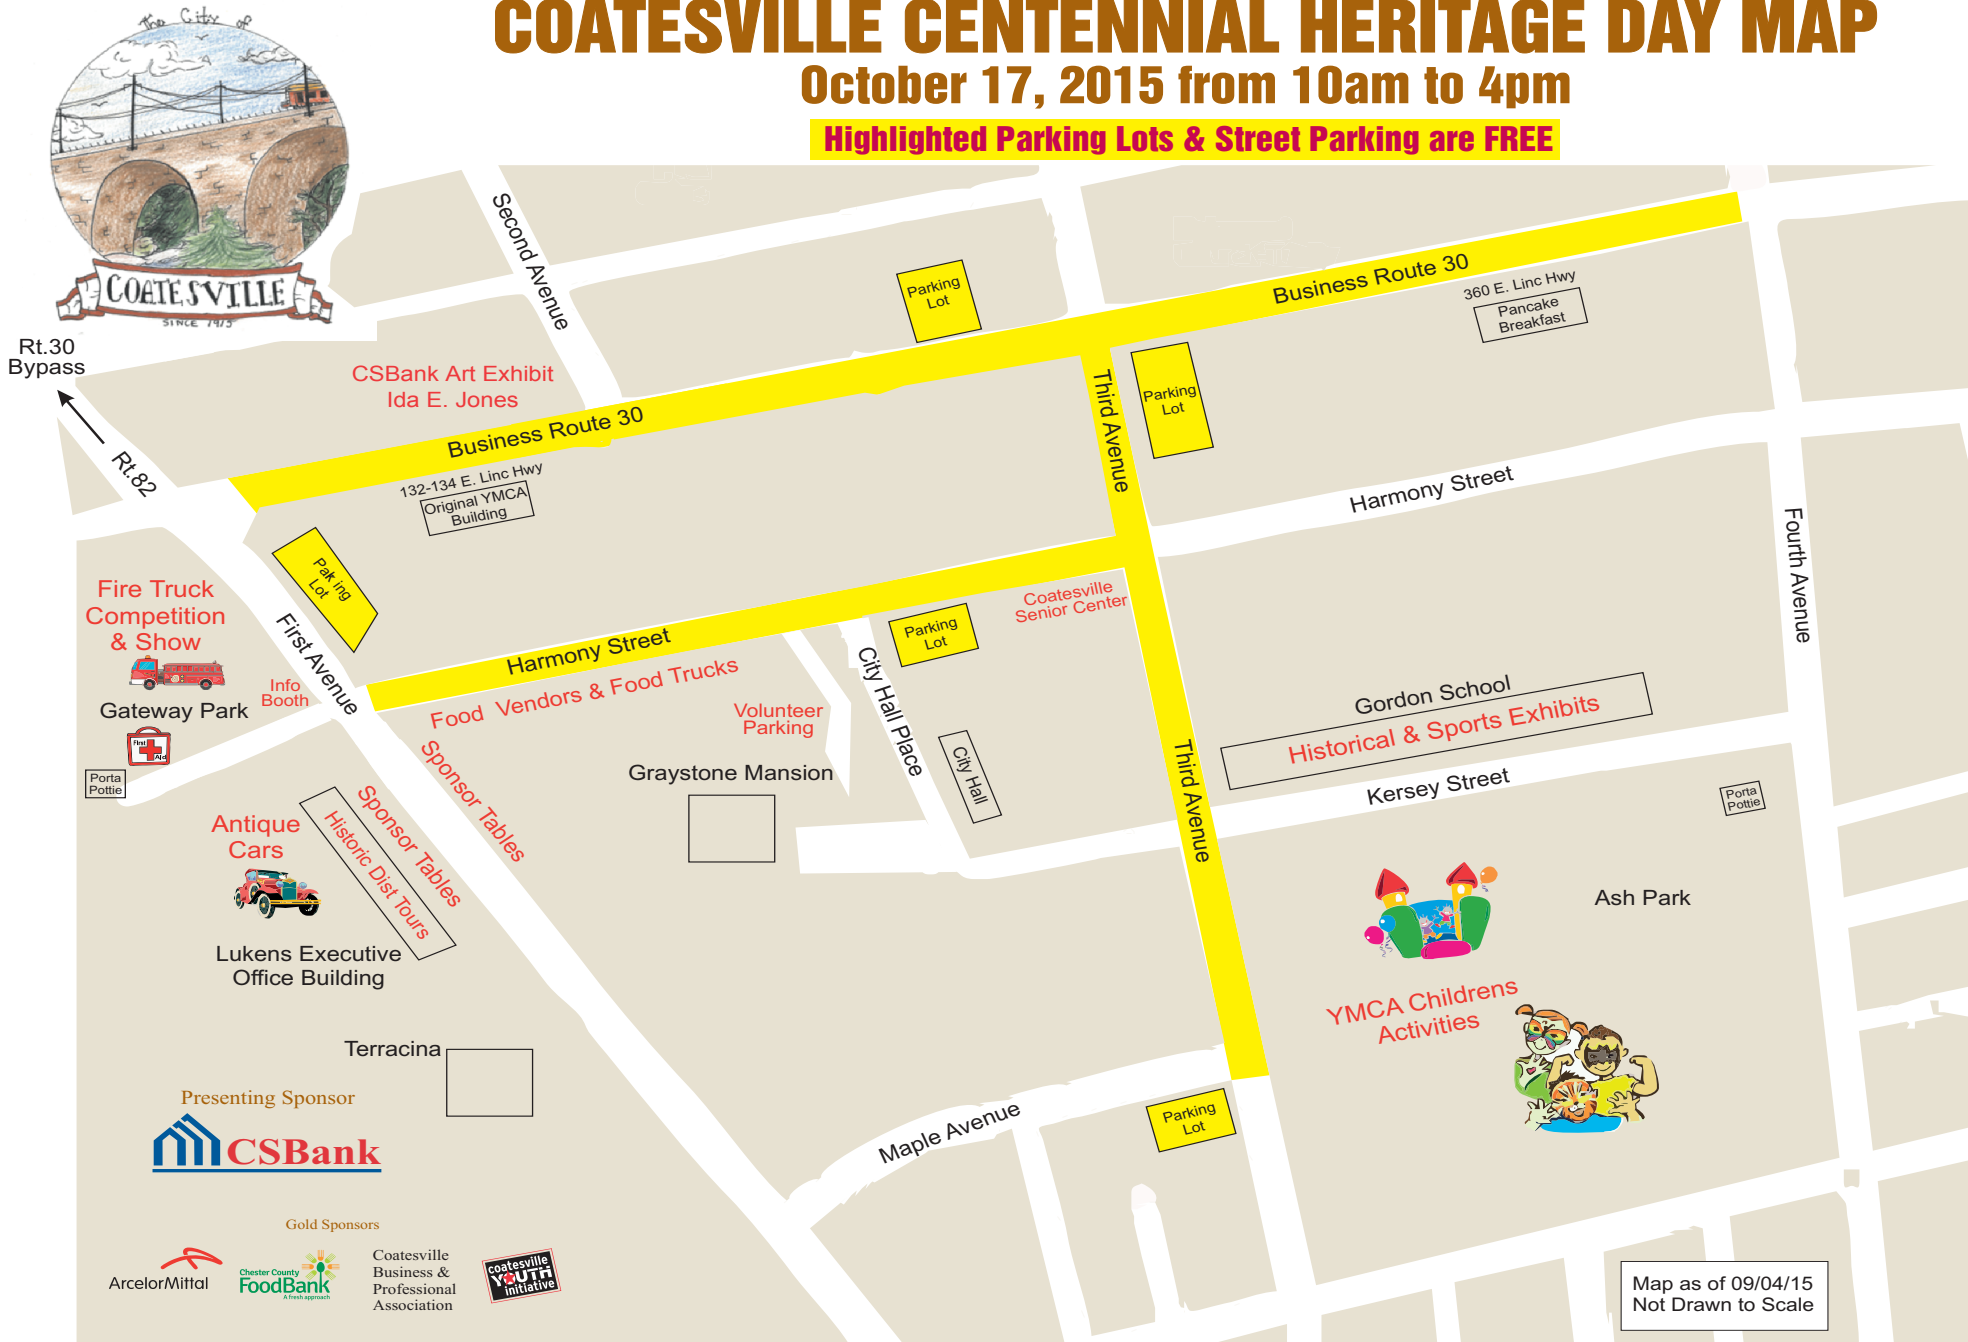 the City of
COATESVILLE
SINCE 1915
COATESVILLE CENTENNIAL HERITAGE DAY MAP
October 17, 2015 from 10am to 4pm
Highlighted Parking Lots & Street Parking are FREE
Rt.30
Bypass
Rt.82
Second Avenue
CSBank Art Exhibit
Ida E. Jones
Business Route 30
132-134 E. Linc Hwy
Original YMCA
Building
Parking
Lot
Business Route 30
360 E. Linc Hwy
Pancake
Breakfast
Parking
Lot
Third Avenue
Harmony Street
Fourth Avenue
Pak ing
Lot
Fire Truck
Competition
& Show
Info
Booth
Gateway Park
First
Aid
Porta
Pottie
First Avenue
Harmony Street
Food Vendors & Food Trucks
Volunteer
Parking
City Hall Place
Parking
Lot
Coatesville
Senior Center
City Hall
Graystone Mansion
Sponsor Tables
Sponsor Tables
Historic Dist Tours
Antique
Cars
Lukens Executive
Office Building
Terracina
Third Avenue
Gordon School
Historical & Sports Exhibits
Kersey Street
Porta
Pottie
Ash Park
YMCA Childrens
Activities
Maple Avenue
Parking
Lot
Presenting Sponsor
CSBank
Gold Sponsors
ArcelorMittal
Chester County
FoodBank
A fresh approach
Coatesville
Business &
Professional
Association
coatesville
YOUTH
initiative
Map as of 09/04/15
Not Drawn to Scale